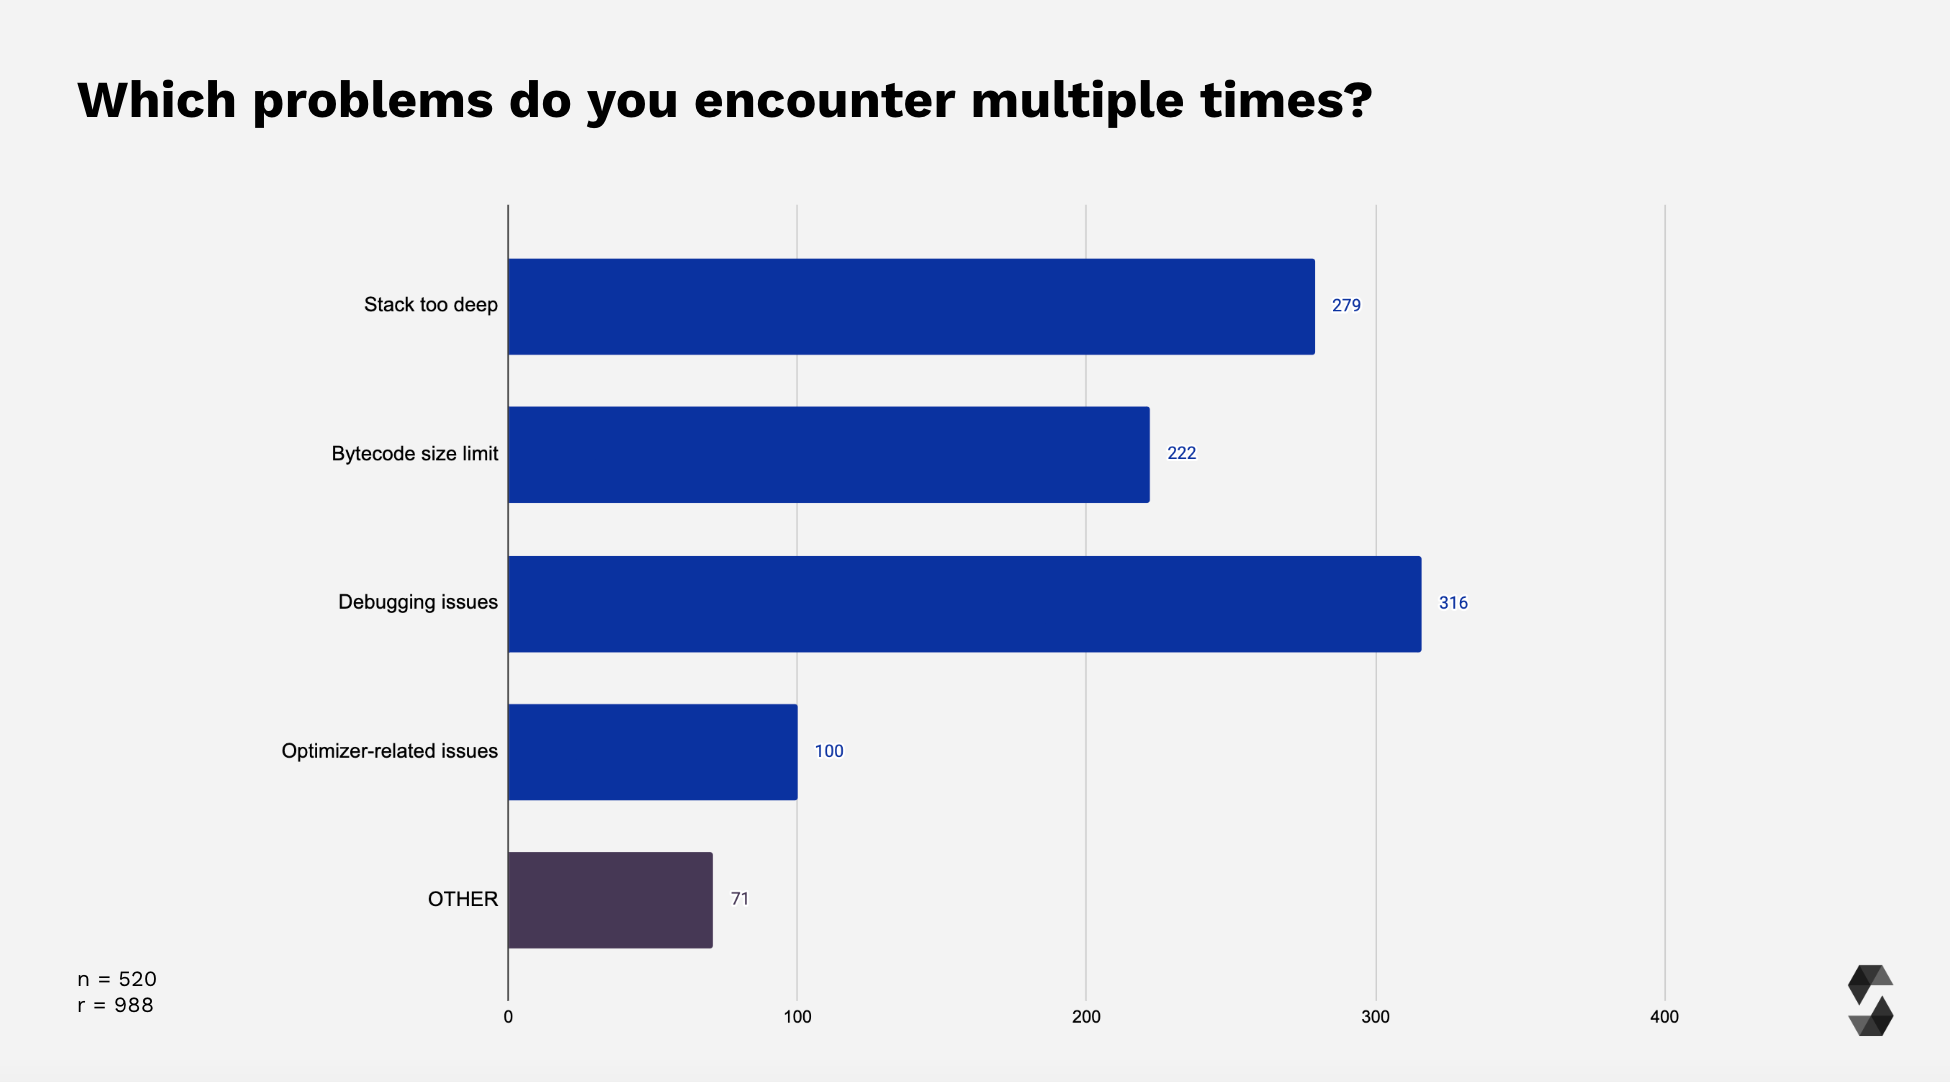 Which problems do you encounter multiple times?
Stack too deep
279
Bytecode size limit
222
Debugging issues
316
Optimizer-related issues
100
OTHER
71
n = 520
r = 988
0 100 200 300 400